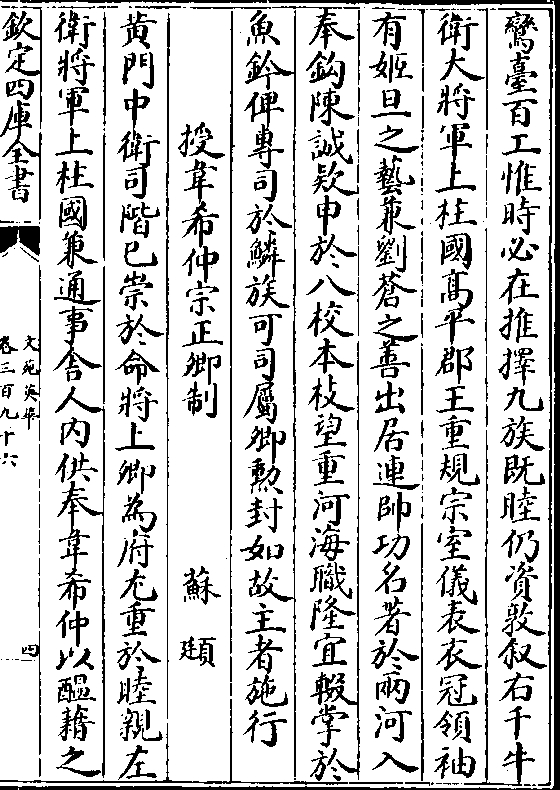 鸞臺百工惟時必在推擇九族既睦仍資敦叙右千牛
衛大將軍上柱國髙平郡王重規宗室儀表衣冠領袖
有姬旦之藝兼劉蒼之善出居連帥功名著於兩河入
奉鈎陳誠欵申於八校本枝望重河海職隆宜輟掌於
魚鈐俾專司於鱗族可司屬卿勲封如故主者施行
授韋希仲宗正卿制　蘇頲
黄門中衛司階已崇於命將上卿為府尤重於睦親左
衛將軍上柱國兼通事舍人内供奉韋希仲以醖藉之
欽定四庫全書
文苑英華
卷三百九十六
四